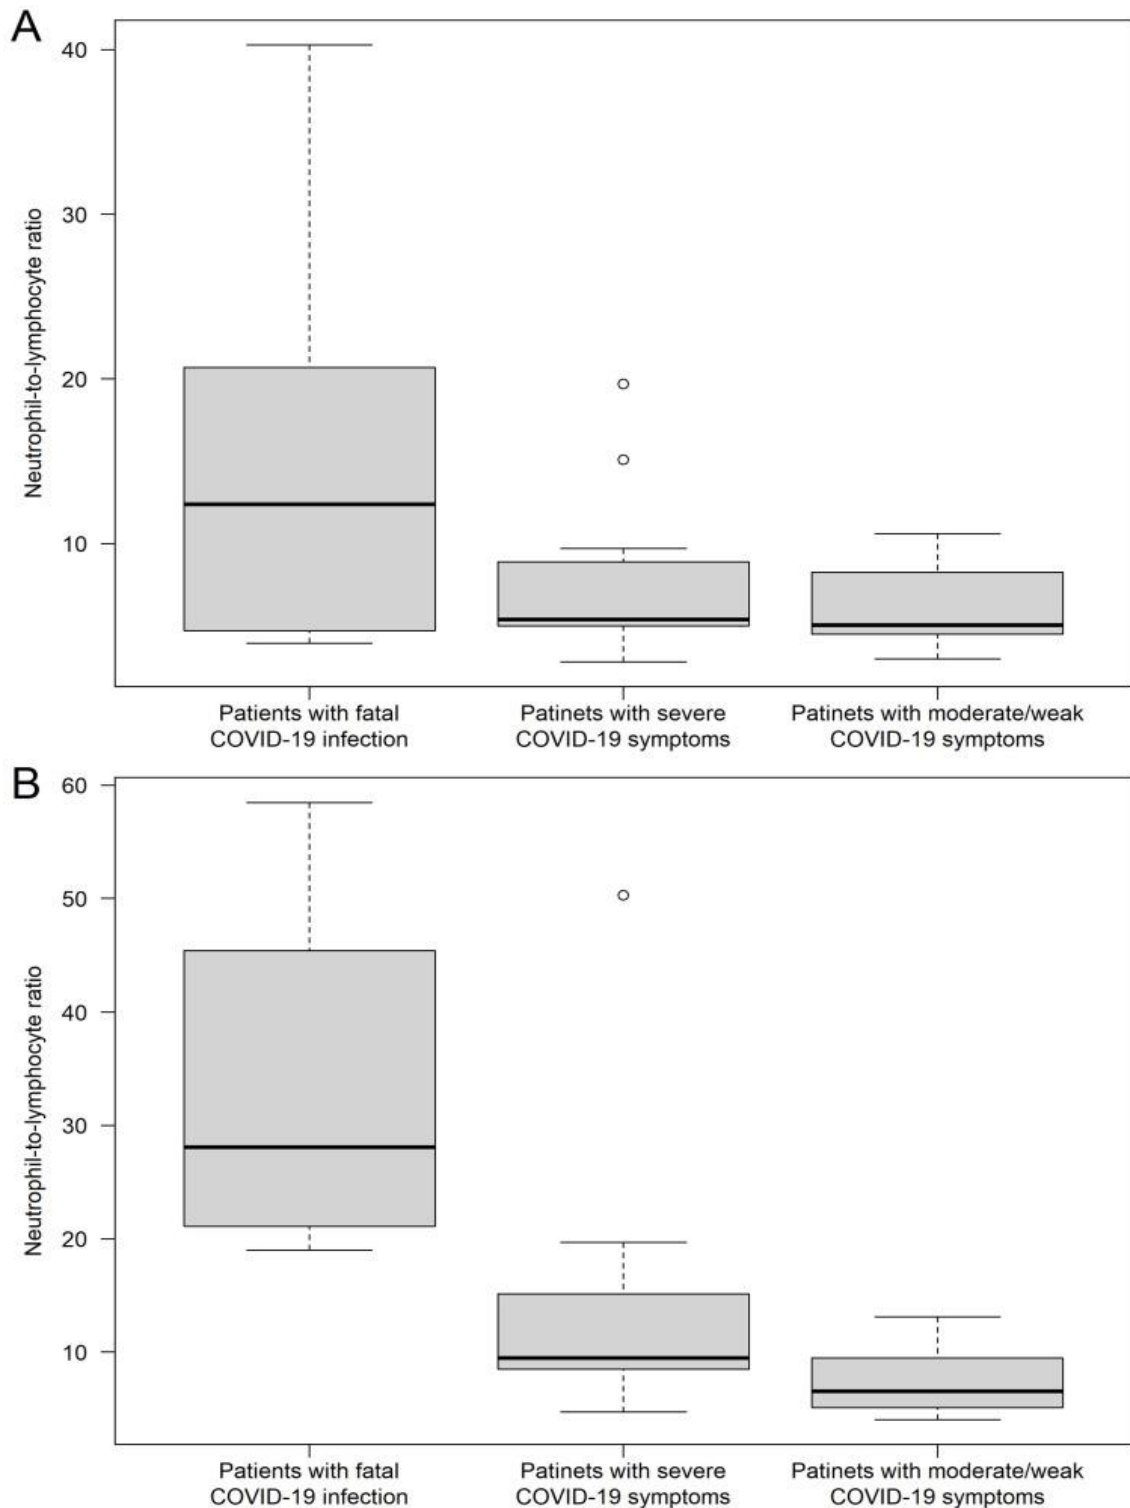 A
40
30
20
10
Neutrophil-to-lymphocyte ratio
Patients with fatal
COVID-19 infection
Patinets with severe
COVID-19 symptoms
Patinets with moderate/weak
COVID-19 symptoms
B
60
50
40
30
20
10
Neutrophil-to-lymphocyte ratio
Patients with fatal
COVID-19 infection
Patinets with severe
COVID-19 symptoms
Patinets with moderate/weak
COVID-19 symptoms